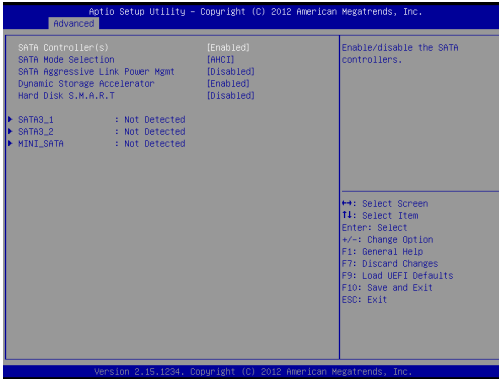 Aptio Setup Utility – Copyright (C) 2012 American Megatrends, Inc.
Advanced
SATA Controller(s) [Enabled]
SATA Mode Selection [AHCI]
SATA Aggressive Link Power Mgmt [Disabled]
Dynamic Storage Accelerator [Enabled]
Hard Disk S.M.A.R.T [Disabled]
SATA3_1 : Not Detected
SATA3_2 : Not Detected
MINI_SATA : Not Detected
Enable/disable the SATA
controllers.
↔: Select Screen
↑↓: Select Item
Enter: Select
+/-: Change Option
F1: General Help
F7: Discard Changes
F9: Load UEFI Defaults
F10: Save and Exit
ESC: Exit
Version 2.15.1234. Copyright (C) 2012 American Megatrends, Inc.